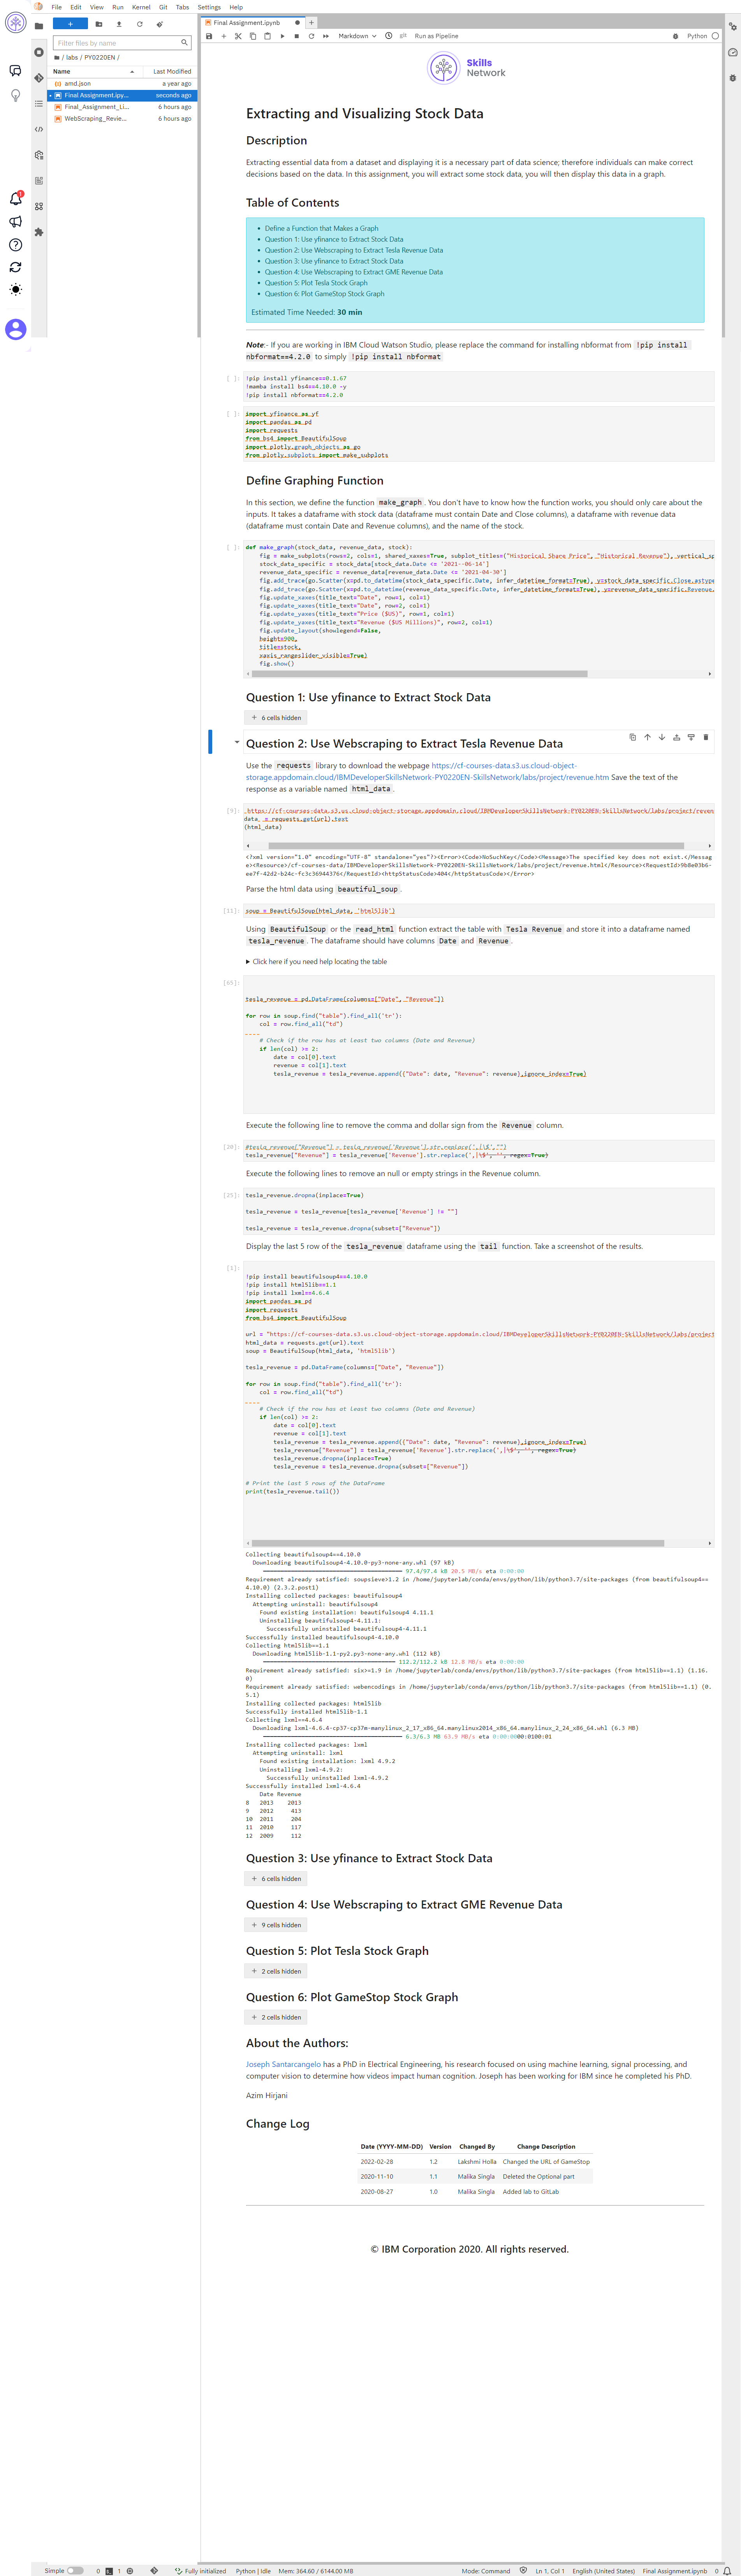 File Edit View Run Kernel Git Tabs Settings Help
Filter files by name
/ labs / PY0220EN /
Name Last Modified
amd.json a year ago
Final Assignment.ipy... seconds ago
Final_Assignment_Li... 6 hours ago
WebScraping_Revie... 6 hours ago
Final Assignment.ipynb
Markdown
Run as Pipeline
Python
Skills
Network
Extracting and Visualizing Stock Data
Description
Extracting essential data from a dataset and displaying it is a necessary part of data science; therefore individuals can make correct
decisions based on the data. In this assignment, you will extract some stock data, you will then display this data in a graph.
Table of Contents
Define a Function that Makes a Graph
Question 1: Use yfinance to Extract Stock Data
Question 2: Use Webscraping to Extract Tesla Revenue Data
Question 3: Use yfinance to Extract Stock Data
Question 4: Use Webscraping to Extract GME Revenue Data
Question 5: Plot Tesla Stock Graph
Question 6: Plot GameStop Stock Graph
Estimated Time Needed: 30 min
Note:- If you are working in IBM Cloud Watson Studio, please replace the command for installing nbformat from !pip install
nbformat==4.2.0 to simply !pip install nbformat
[ ]: !pip install yfinance==0.1.67
!mamba install bs4==4.10.0 -y
!pip install nbformat==4.2.0
[ ]: import yfinance as yf
import pandas as pd
import requests
from bs4 import BeautifulSoup
import plotly.graph_objects as go
from plotly.subplots import make_subplots
Define Graphing Function
In this section, we define the function make_graph. You don't have to know how the function works, you should only care about the
inputs. It takes a dataframe with stock data (dataframe must contain Date and Close columns), a dataframe with revenue data
(dataframe must contain Date and Revenue columns), and the name of the stock.
[ ]: def make_graph(stock_data, revenue_data, stock):
fig = make_subplots(rows=2, cols=1, shared_xaxes=True, subplot_titles=("Historical Share Price", "Historical Revenue"), vertical_sp
stock_data_specific = stock_data[stock_data.Date <= '2021--06-14']
revenue_data_specific = revenue_data[revenue_data.Date <= '2021-04-30']
fig.add_trace(go.Scatter(x=pd.to_datetime(stock_data_specific.Date, infer_datetime_format=True), y=stock_data_specific.Close.astype
fig.add_trace(go.Scatter(x=pd.to_datetime(revenue_data_specific.Date, infer_datetime_format=True), y=revenue_data_specific.Revenue.
fig.update_xaxes(title_text="Date", row=1, col=1)
fig.update_xaxes(title_text="Date", row=2, col=1)
fig.update_yaxes(title_text="Price ($US)", row=1, col=1)
fig.update_yaxes(title_text="Revenue ($US Millions)", row=2, col=1)
fig.update_layout(showlegend=False,
height=900,
title=stock,
xaxis_rangeslider_visible=True)
fig.show()
Question 1: Use yfinance to Extract Stock Data
+ 6 cells hidden
Question 2: Use Webscraping to Extract Tesla Revenue Data
Use the requests library to download the webpage https://cf-courses-data.s3.us.cloud-object-
storage.appdomain.cloud/IBMDeveloperSkillsNetwork-PY0220EN-SkillsNetwork/labs/project/revenue.htm Save the text of the
response as a variable named html_data.
[9]: https://cf-courses-data.s3.us.cloud-object-storage.appdomain.cloud/IBMDeveloperSkillsNetwork-PY0220EN-SkillsNetwork/labs/project/reven
data = requests.get(url).text
(html_data)
<?xml version="1.0" encoding="UTF-8" standalone="yes"?><Error><Code>NoSuchKey</Code><Message>The specified key does not exist.</Messag
e><Resource>/cf-courses-data/IBMDeveloperSkillsNetwork-PY0220EN-SkillsNetwork/labs/project/revenue.html</Resource><RequestId>9b8e03b6-
ee7f-42d2-b24c-fc3c36944376</RequestId><httpStatusCode>404</httpStatusCode></Error>
Parse the html data using beautiful_soup.
[11]: soup = BeautifulSoup(html_data, 'html5lib')
Using BeautifulSoup or the read_html function extract the table with Tesla Revenue and store it into a dataframe named
tesla_revenue. The dataframe should have columns Date and Revenue.
Click here if you need help locating the table
[65]:
tesla_revenue = pd.DataFrame(columns=["Date", "Revenue"])
for row in soup.find("table").find_all('tr'):
col = row.find_all("td")
# Check if the row has at least two columns (Date and Revenue)
if len(col) >= 2:
date = col[0].text
revenue = col[1].text
tesla_revenue = tesla_revenue.append({"Date": date, "Revenue": revenue},ignore_index=True)
Execute the following line to remove the comma and dollar sign from the Revenue column.
[20]: #tesla_revenue["Revenue"] = tesla_revenue['Revenue'].str.replace(',|\$',"")
tesla_revenue["Revenue"] = tesla_revenue['Revenue'].str.replace(',|\$', '', regex=True)
Execute the following lines to remove an null or empty strings in the Revenue column.
[25]: tesla_revenue.dropna(inplace=True)
tesla_revenue = tesla_revenue[tesla_revenue['Revenue'] != ""]
tesla_revenue = tesla_revenue.dropna(subset=["Revenue"])
Display the last 5 row of the tesla_revenue dataframe using the tail function. Take a screenshot of the results.
[1]:
!pip install beautifulsoup4==4.10.0
!pip install html5lib==1.1
!pip install lxml==4.6.4
import pandas as pd
import requests
from bs4 import BeautifulSoup
url = "https://cf-courses-data.s3.us.cloud-object-storage.appdomain.cloud/IBMDeveloperSkillsNetwork-PY0220EN-SkillsNetwork/labs/project
html_data = requests.get(url).text
soup = BeautifulSoup(html_data, 'html5lib')
tesla_revenue = pd.DataFrame(columns=["Date", "Revenue"])
for row in soup.find("table").find_all('tr'):
col = row.find_all("td")
# Check if the row has at least two columns (Date and Revenue)
if len(col) >= 2:
date = col[0].text
revenue = col[1].text
tesla_revenue = tesla_revenue.append({"Date": date, "Revenue": revenue},ignore_index=True)
tesla_revenue["Revenue"] = tesla_revenue['Revenue'].str.replace(',|\$', '', regex=True)
tesla_revenue.dropna(inplace=True)
tesla_revenue = tesla_revenue.dropna(subset=["Revenue"])
# Print the last 5 rows of the DataFrame
print(tesla_revenue.tail())
Collecting beautifulsoup4==4.10.0
Downloading beautifulsoup4-4.10.0-py3-none-any.whl (97 kB)
97.4/97.4 kB 20.5 MB/s eta 0:00:00
Requirement already satisfied: soupsieve>1.2 in /home/jupyterlab/conda/envs/python/lib/python3.7/site-packages (from beautifulsoup4==
4.10.0) (2.3.2.post1)
Installing collected packages: beautifulsoup4
Attempting uninstall: beautifulsoup4
Found existing installation: beautifulsoup4 4.11.1
Uninstalling beautifulsoup4-4.11.1:
Successfully uninstalled beautifulsoup4-4.11.1
Successfully installed beautifulsoup4-4.10.0
Collecting html5lib==1.1
Downloading html5lib-1.1-py2.py3-none-any.whl (112 kB)
112.2/112.2 kB 12.8 MB/s eta 0:00:00
Requirement already satisfied: six>=1.9 in /home/jupyterlab/conda/envs/python/lib/python3.7/site-packages (from html5lib==1.1) (1.16.
0)
Requirement already satisfied: webencodings in /home/jupyterlab/conda/envs/python/lib/python3.7/site-packages (from html5lib==1.1) (0.
5.1)
Installing collected packages: html5lib
Successfully installed html5lib-1.1
Collecting lxml==4.6.4
Downloading lxml-4.6.4-cp37-cp37m-manylinux_2_17_x86_64.manylinux2014_x86_64.manylinux_2_24_x86_64.whl (6.3 MB)
6.3/6.3 MB 63.9 MB/s eta 0:00:0000:0100:01
Installing collected packages: lxml
Attempting uninstall: lxml
Found existing installation: lxml 4.9.2
Uninstalling lxml-4.9.2:
Successfully uninstalled lxml-4.9.2
Successfully installed lxml-4.6.4
Date Revenue
8 2013 2013
9 2012 413
10 2011 204
11 2010 117
12 2009 112
Question 3: Use yfinance to Extract Stock Data
+ 6 cells hidden
Question 4: Use Webscraping to Extract GME Revenue Data
+ 9 cells hidden
Question 5: Plot Tesla Stock Graph
+ 2 cells hidden
Question 6: Plot GameStop Stock Graph
+ 2 cells hidden
About the Authors:
Joseph Santarcangelo has a PhD in Electrical Engineering, his research focused on using machine learning, signal processing, and
computer vision to determine how videos impact human cognition. Joseph has been working for IBM since he completed his PhD.
Azim Hirjani
Change Log
Date (YYYY-MM-DD) Version Changed By Change Description
2022-02-28 1.2 Lakshmi Holla Changed the URL of GameStop
2020-11-10 1.1 Malika Singla Deleted the Optional part
2020-08-27 1.0 Malika Singla Added lab to GitLab
© IBM Corporation 2020. All rights reserved.
Simple 0 1 Fully initialized Python | Idle Mem: 364.60 / 6144.00 MB Mode: Command Ln 1, Col 1 English (United States) Final Assignment.ipynb 0